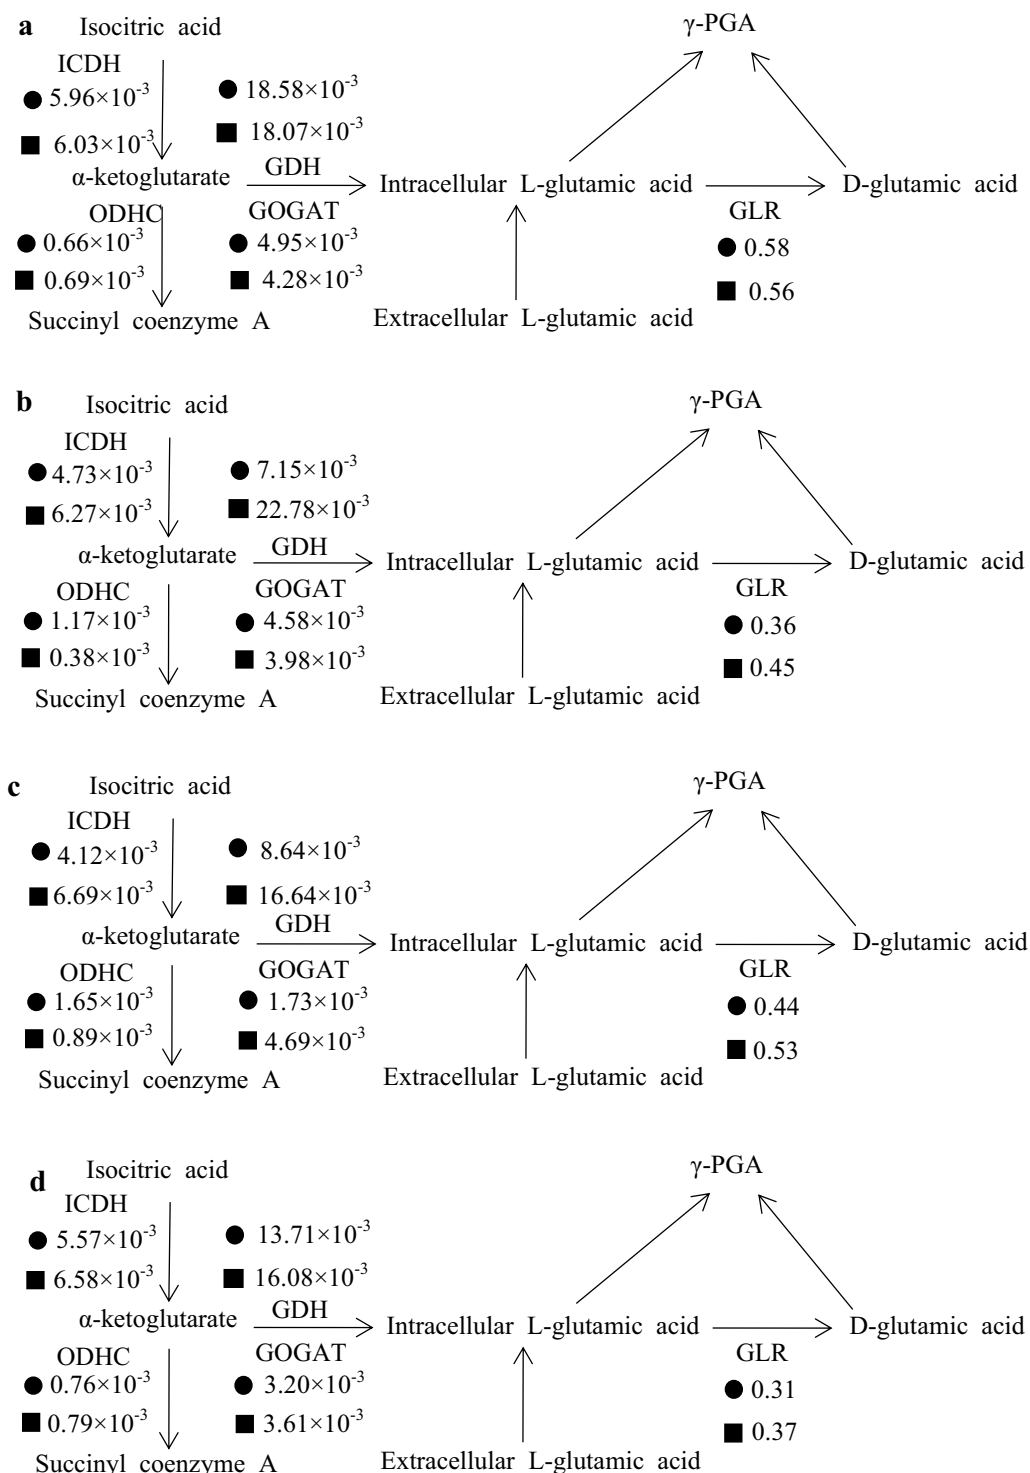 a Isocitric acid γ-PGA
ICDH
● 5.96×10⁻³ ● 18.58×10⁻³
■ 6.03×10⁻³ ■ 18.07×10⁻³
α-ketoglutarate GDH Intracellular L-glutamic acid D-glutamic acid
ODHC GOGAT GLR
● 0.66×10⁻³ ● 4.95×10⁻³ ● 0.58
■ 0.69×10⁻³ ■ 4.28×10⁻³ ■ 0.56
Succinyl coenzyme A Extracellular L-glutamic acid
b Isocitric acid γ-PGA
ICDH
● 4.73×10⁻³ ● 7.15×10⁻³
■ 6.27×10⁻³ ■ 22.78×10⁻³
α-ketoglutarate GDH Intracellular L-glutamic acid D-glutamic acid
ODHC GOGAT GLR
● 1.17×10⁻³ ● 4.58×10⁻³ ● 0.36
■ 0.38×10⁻³ ■ 3.98×10⁻³ ■ 0.45
Succinyl coenzyme A Extracellular L-glutamic acid
c Isocitric acid γ-PGA
ICDH
● 4.12×10⁻³ ● 8.64×10⁻³
■ 6.69×10⁻³ ■ 16.64×10⁻³
α-ketoglutarate GDH Intracellular L-glutamic acid D-glutamic acid
ODHC GOGAT GLR
● 1.65×10⁻³ ● 1.73×10⁻³ ● 0.44
■ 0.89×10⁻³ ■ 4.69×10⁻³ ■ 0.53
Succinyl coenzyme A Extracellular L-glutamic acid
d Isocitric acid γ-PGA
ICDH
● 5.57×10⁻³ ● 13.71×10⁻³
■ 6.58×10⁻³ ■ 16.08×10⁻³
α-ketoglutarate GDH Intracellular L-glutamic acid D-glutamic acid
ODHC GOGAT GLR
● 0.76×10⁻³ ● 3.20×10⁻³ ● 0.31
■ 0.79×10⁻³ ■ 3.61×10⁻³ ■ 0.37
Succinyl coenzyme A Extracellular L-glutamic acid